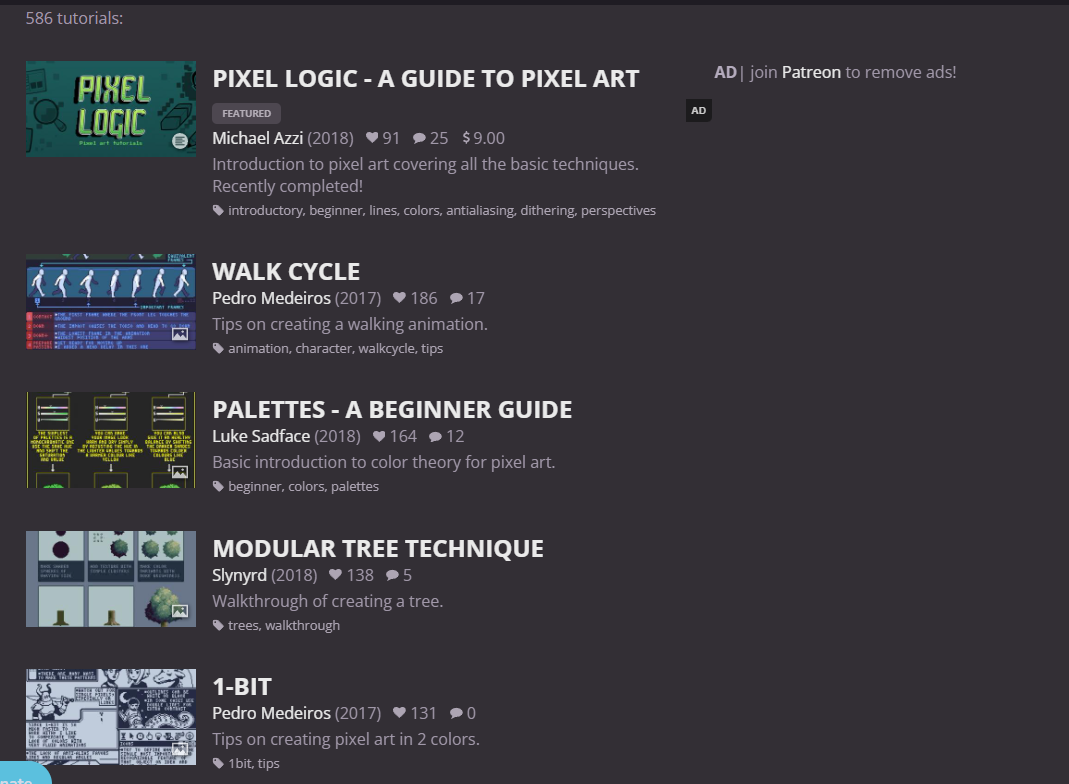 586 tutorials:
PIXEL LOGIC
Pixel art tutorials
PIXEL LOGIC - A GUIDE TO PIXEL ART
FEATURED
Michael Azzi (2018) 91 25 $9.00
Introduction to pixel art covering all the basic techniques.
Recently completed!
introductory, beginner, lines, colors, antialiasing, dithering, perspectives
AD| join Patreon to remove ads!
AD
WALK CYCLE
Pedro Medeiros (2017) 186 17
Tips on creating a walking animation.
animation, character, walkcycle, tips
PALETTES - A BEGINNER GUIDE
Luke Sadface (2018) 164 12
Basic introduction to color theory for pixel art.
beginner, colors, palettes
MODULAR TREE TECHNIQUE
Slynyrd (2018) 138 5
Walkthrough of creating a tree.
trees, walkthrough
1-BIT
Pedro Medeiros (2017) 131 0
Tips on creating pixel art in 2 colors.
1bit, tips